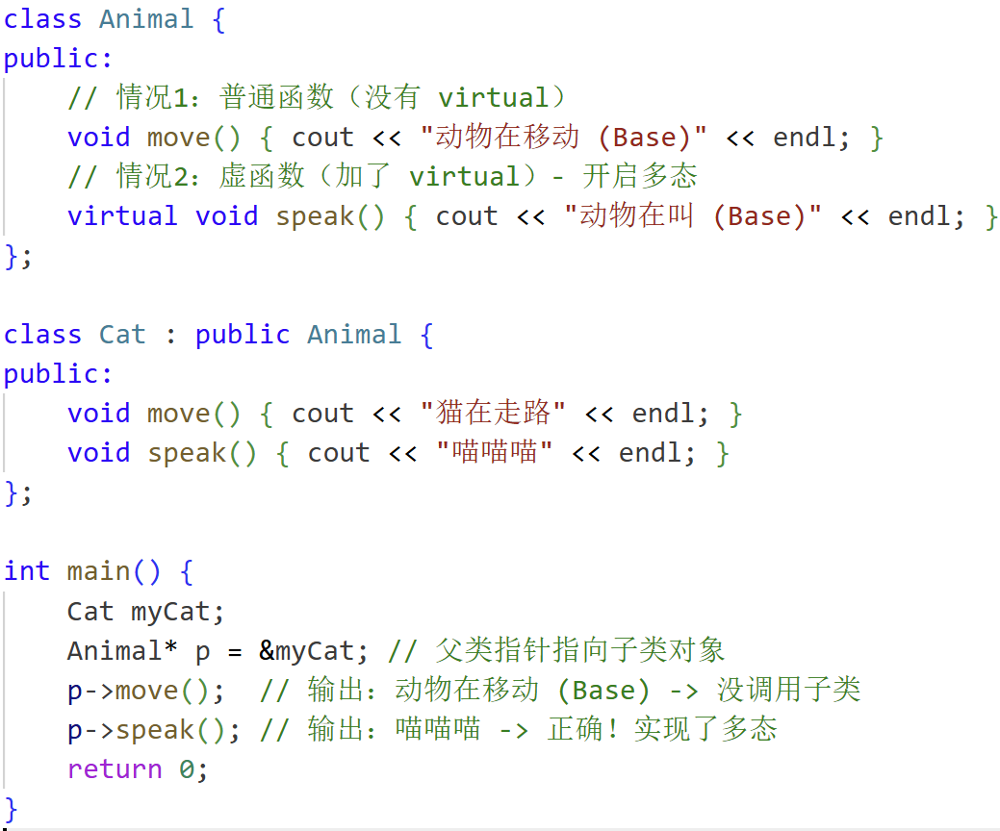 class Animal {
public:
    // 情况1：普通函数（没有 virtual）
    void move() { cout << "动物在移动 (Base)" << endl; }
    // 情况2：虚函数（加了 virtual）- 开启多态
    virtual void speak() { cout << "动物在叫 (Base)" << endl; }
};

class Cat : public Animal {
public:
    void move() { cout << "猫在走路" << endl; }
    void speak() { cout << "喵喵喵" << endl; }
};

int main() {
    Cat myCat;
    Animal* p = &myCat; // 父类指针指向子类对象
    p->move();  // 输出：动物在移动 (Base) -> 没调用子类
    p->speak(); // 输出：喵喵喵 -> 正确！实现了多态
    return 0;
}